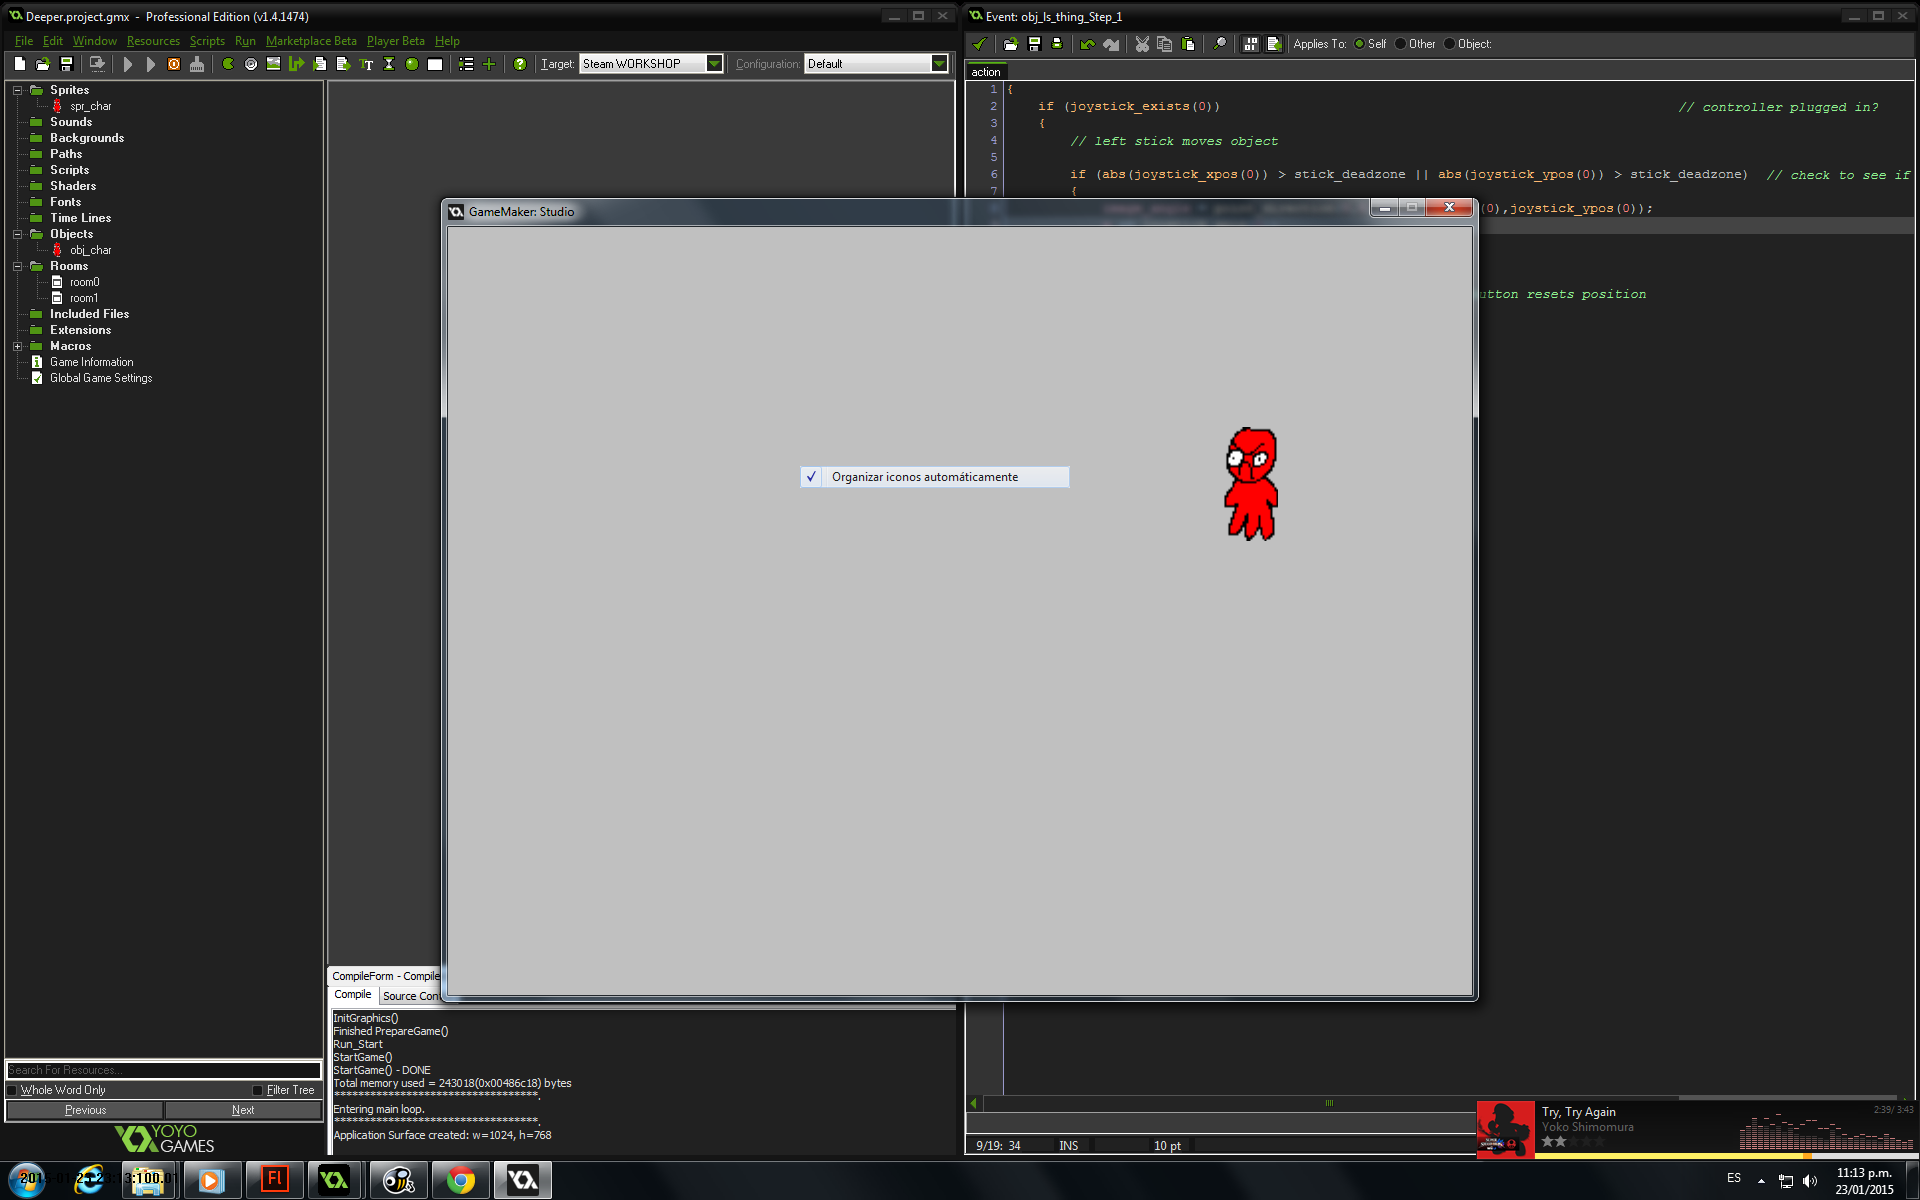 Deeper.project.gmx - Professional Edition (v1.4.1474)
File Edit Window Resources Scripts Run Marketplace Beta Player Beta Help
Target: Steam WORKSHOP Configuration: Default
Sprites
spr_char
Sounds
Backgrounds
Paths
Scripts
Shaders
Fonts
Time Lines
Objects
obj_char
Rooms
room0
room1
Included Files
Extensions
Macros
Game Information
Global Game Settings
Search For Resources...
Whole Word Only Filter Tree
Previous Next
YOYO
GAMES
CompileForm - Compile
Compile Source Con
InitGraphics()
Finished PrepareGame()
Run_Start
StartGame()
StartGame() - DONE
Total memory used = 243018(0x00486c18) bytes
***********************************.
Entering main loop.
***********************************.
Application Surface created: w=1024, h=768
GameMaker: Studio
Organizar iconos automáticamente
Event: obj_ls_thing_Step_1
Applies To: Self Other Object:
action
1 {
2 if (joystick_exists(0)) // controller plugged in?
3 {
4 // left stick moves object
5
6 if (abs(joystick_xpos(0)) > stick_deadzone || abs(joystick_ypos(0)) > stick_deadzone) // check to see if
7 {
(0),joystick_ypos(0));
utton resets position
9/19: 34 INS 10 pt
Try, Try Again
Yoko Shimomura
2:39/ 3:43
Fl
ES
11:13 p.m.
23/01/2015